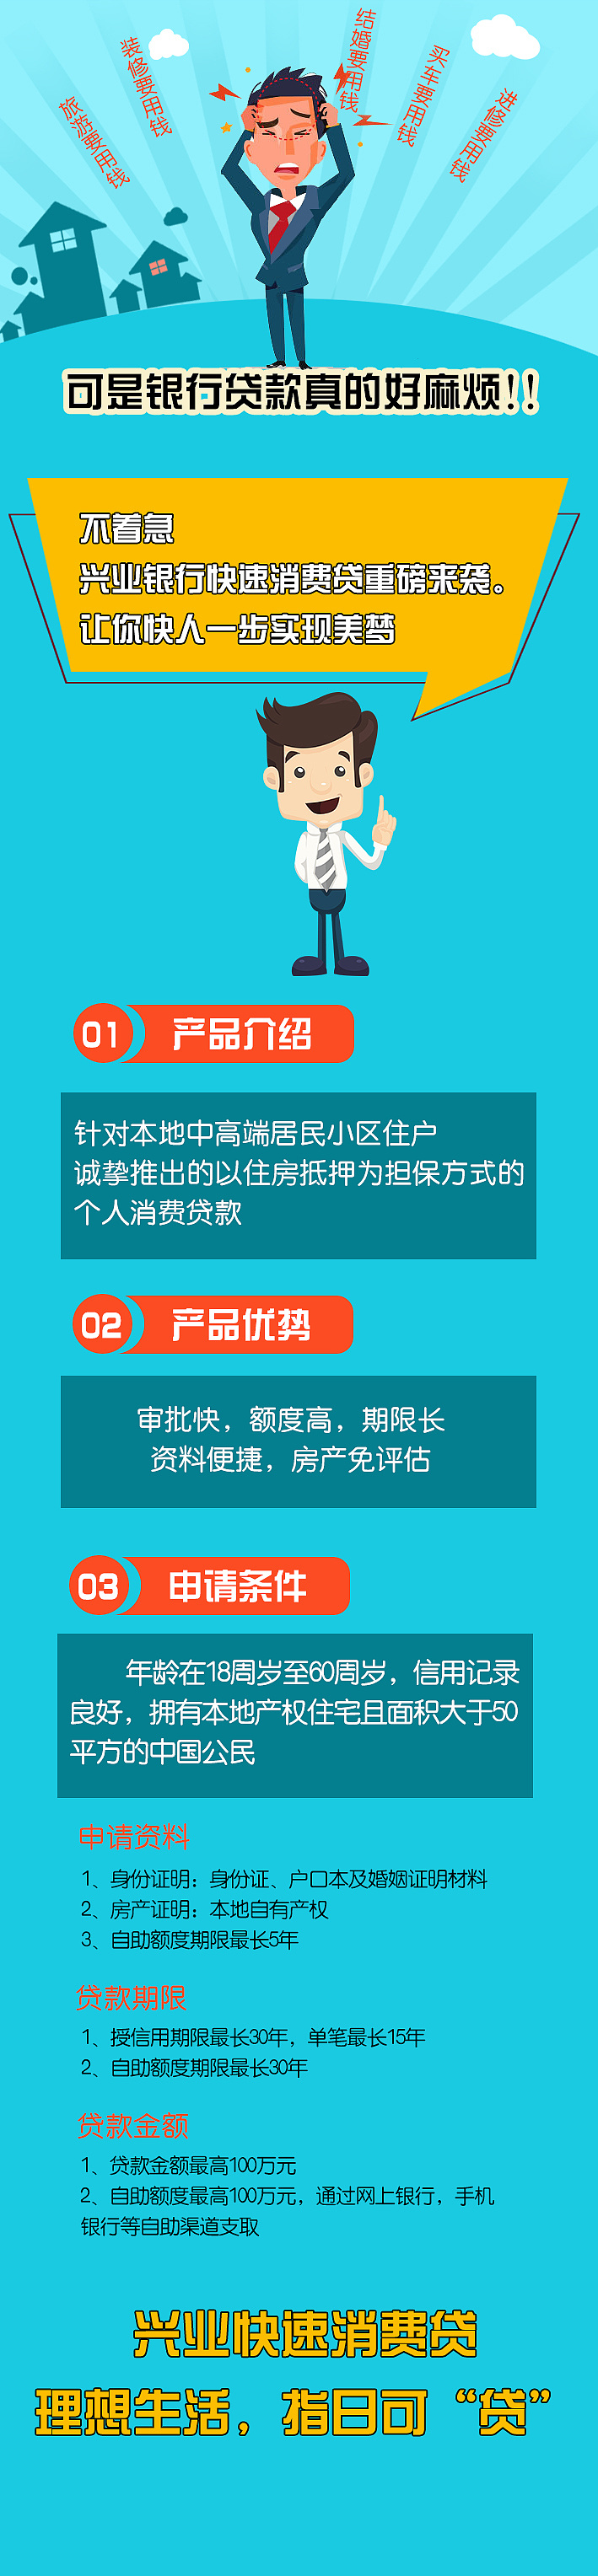 旅游要用钱
装修要用钱
结婚要用钱
买车要用钱
进修要用钱
可是银行贷款真的好麻烦！！
不着急
兴业银行快速消费贷重磅来袭。
让你快人一步实现美梦
01 产品介绍
针对本地中高端居民小区住户
诚挚推出的以住房抵押为担保方式的
个人消费贷款
02 产品优势
审批快，额度高，期限长
资料便捷，房产免评估
03 申请条件
年龄在18周岁至60周岁，信用记录
良好，拥有本地产权住宅且面积大于50
平方的中国公民
申请资料
1、身份证明：身份证、户口本及婚姻证明材料
2、房产证明：本地自有产权
3、自助额度期限最长5年
贷款期限
1、授信用期限最长30年，单笔最长15年
2、自助额度期限最长30年
贷款金额
1、贷款金额最高100万元
2、自助额度最高100万元，通过网上银行，手机
银行等自助渠道支取
兴业快速消费贷
理想生活，指日可“贷”